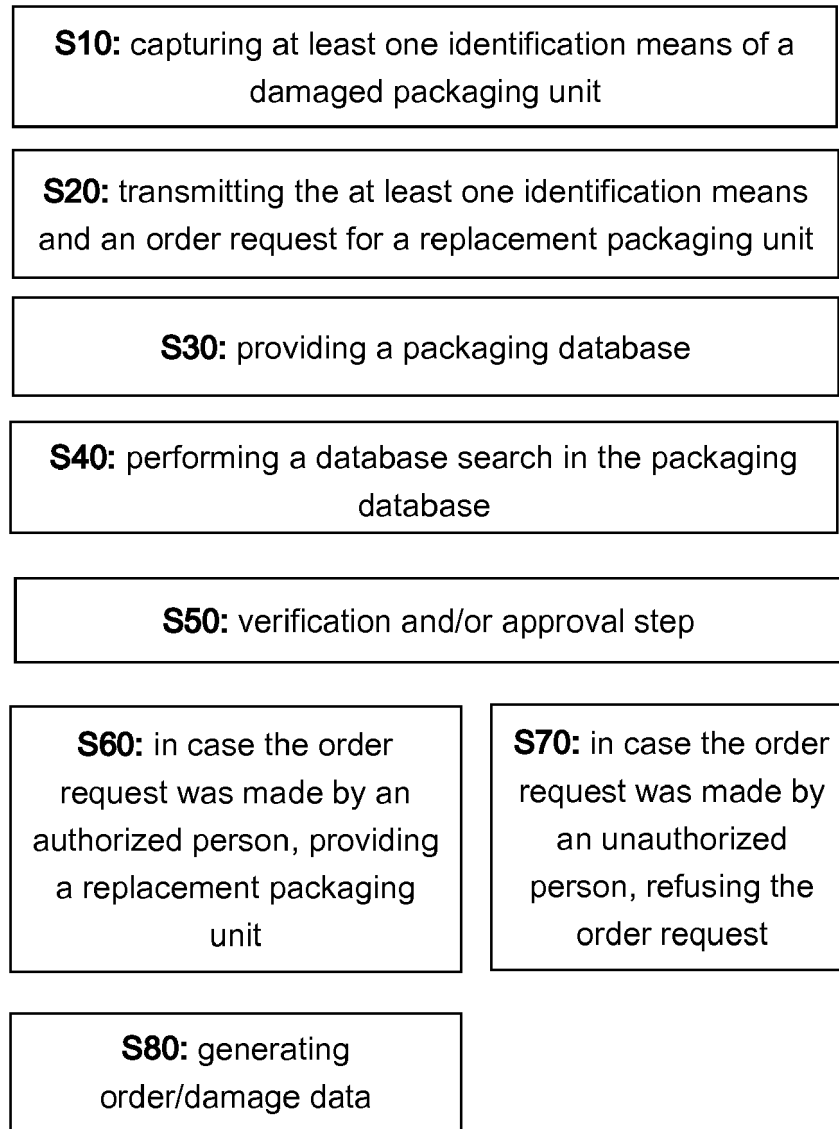 S10: capturing at least one identification means of a
damaged packaging unit
S20: transmitting the at least one identification means
and an order request for a replacement packaging unit
S30: providing a packaging database
S40: performing a database search in the packaging
database
S50: verification and/or approval step
S60: in case the order
request was made by an
authorized person, providing
a replacement packaging
unit
S70: in case the order
request was made by
an unauthorized
person, refusing the
order request
S80: generating
order/damage data